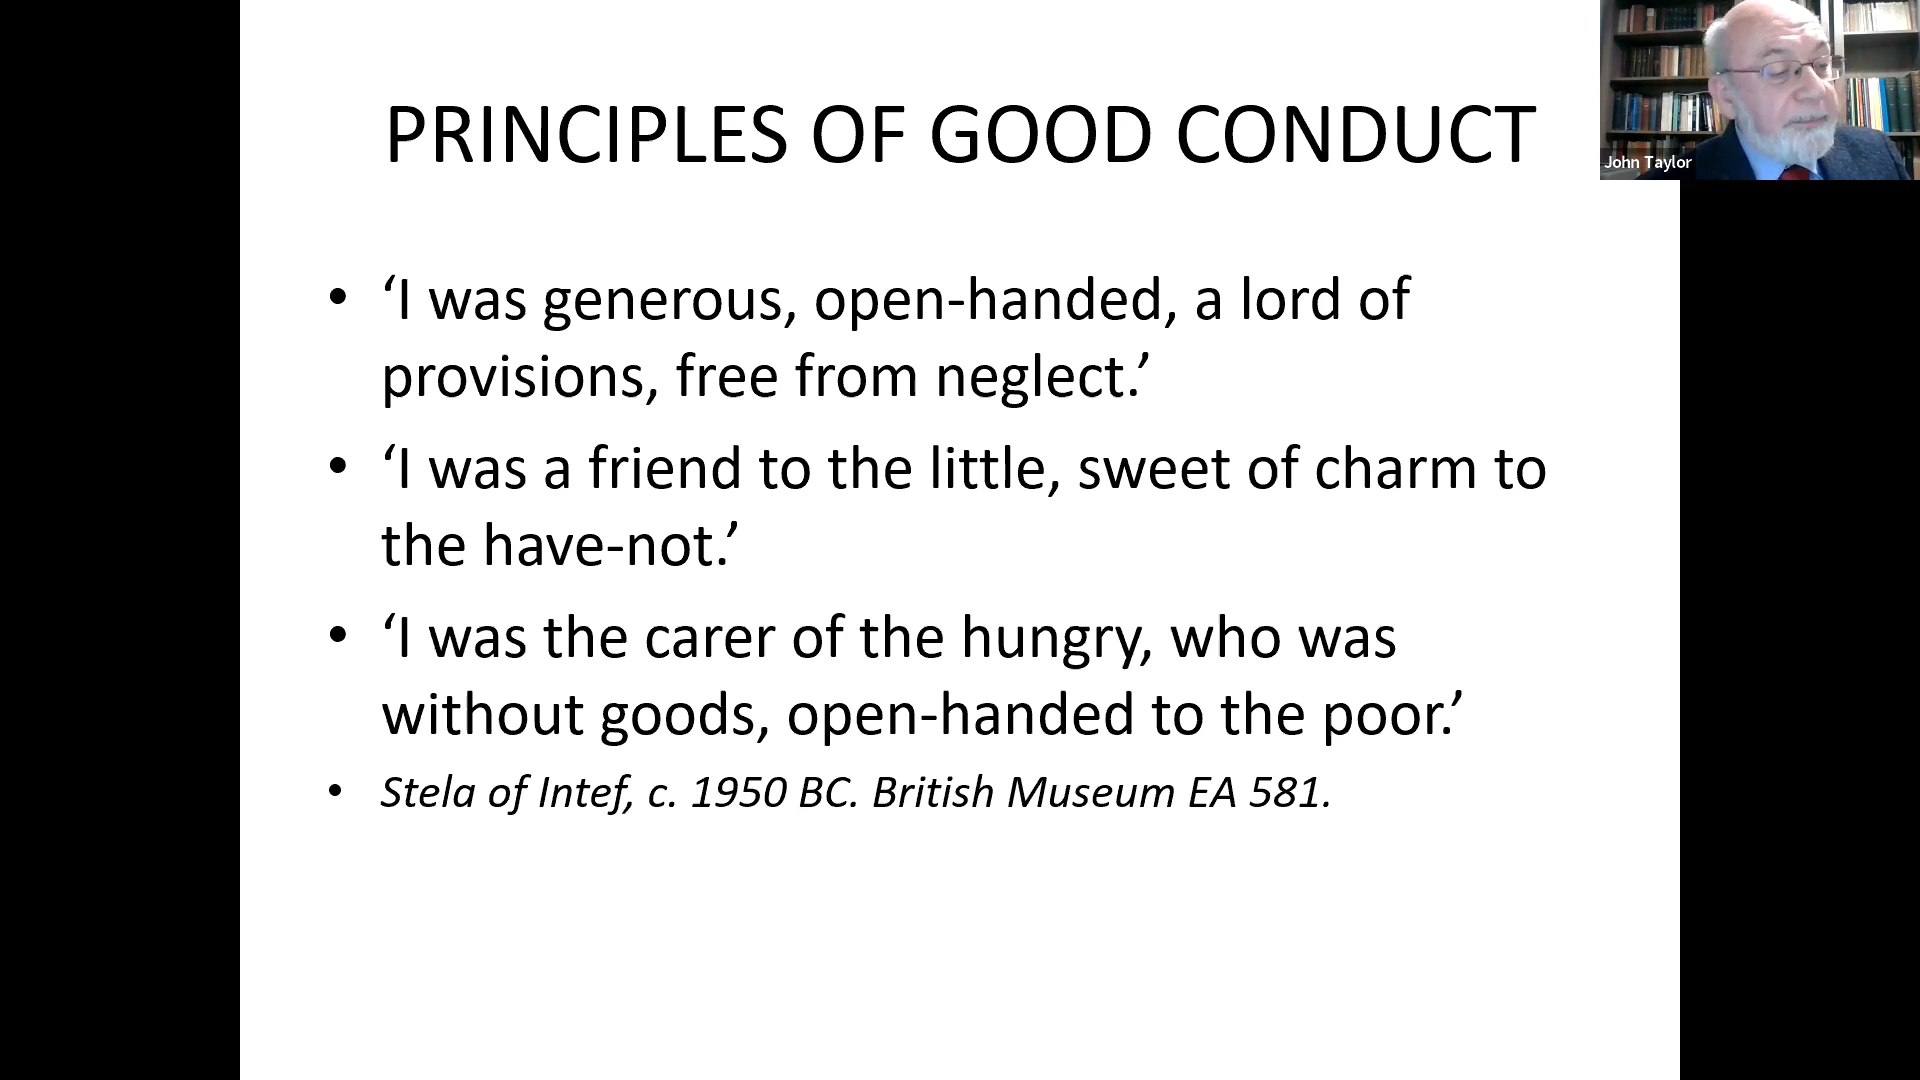 PRINCIPLES OF GOOD CONDUCT
John Taylor
• ‘I was generous, open-handed, a lord of
provisions, free from neglect.’
• ‘I was a friend to the little, sweet of charm to
the have-not.’
• ‘I was the carer of the hungry, who was
without goods, open-handed to the poor.’
• Stela of Intef, c. 1950 BC. British Museum EA 581.